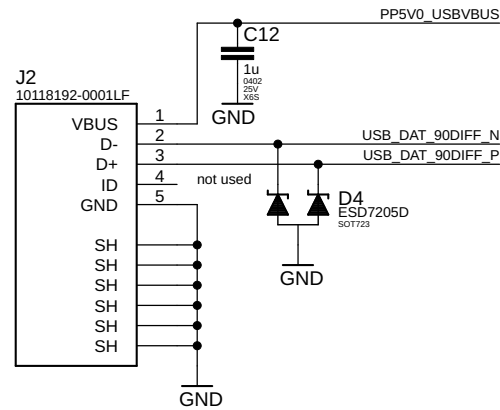 PP5V0_USBVBUS
C12
1u
0402
25V
X6S
GND
J2
10118192-0001LF
VBUS 1
D- 2
USB_DAT_90DIFF_N
D+ 3
USB_DAT_90DIFF_P
ID 4
not used
GND 5
D4
ESD7205D
SOT723
GND
SH
SH
SH
SH
SH
SH
GND